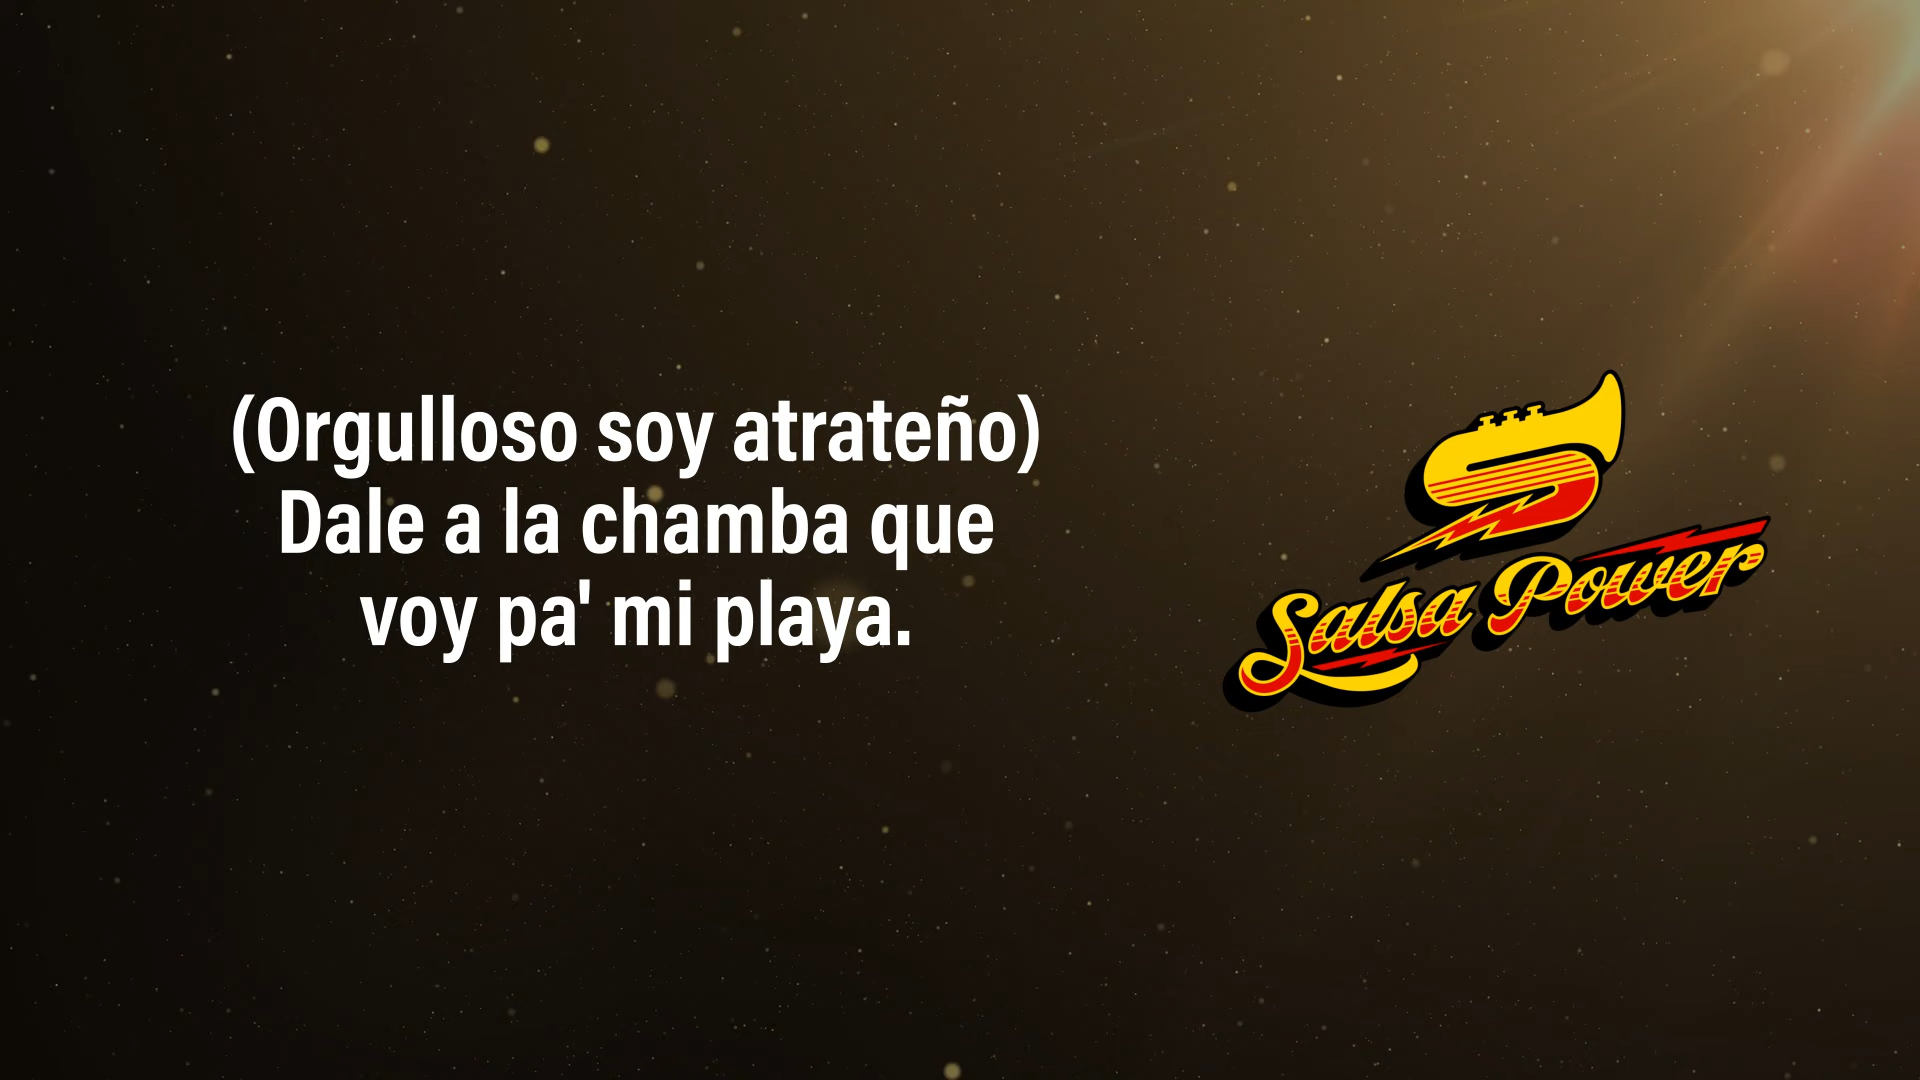 (Orgulloso soy atrateño)
Dale a la chamba que
voy pa' mi playa.
Salsa Power